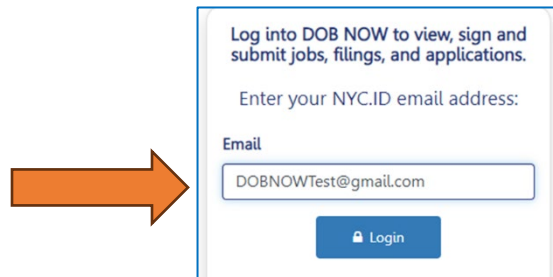 Log into DOB NOW to view, sign and
submit jobs, filings, and applications.
Enter your NYC.ID email address:
Email
DOBNOWTest@gmail.com
Login